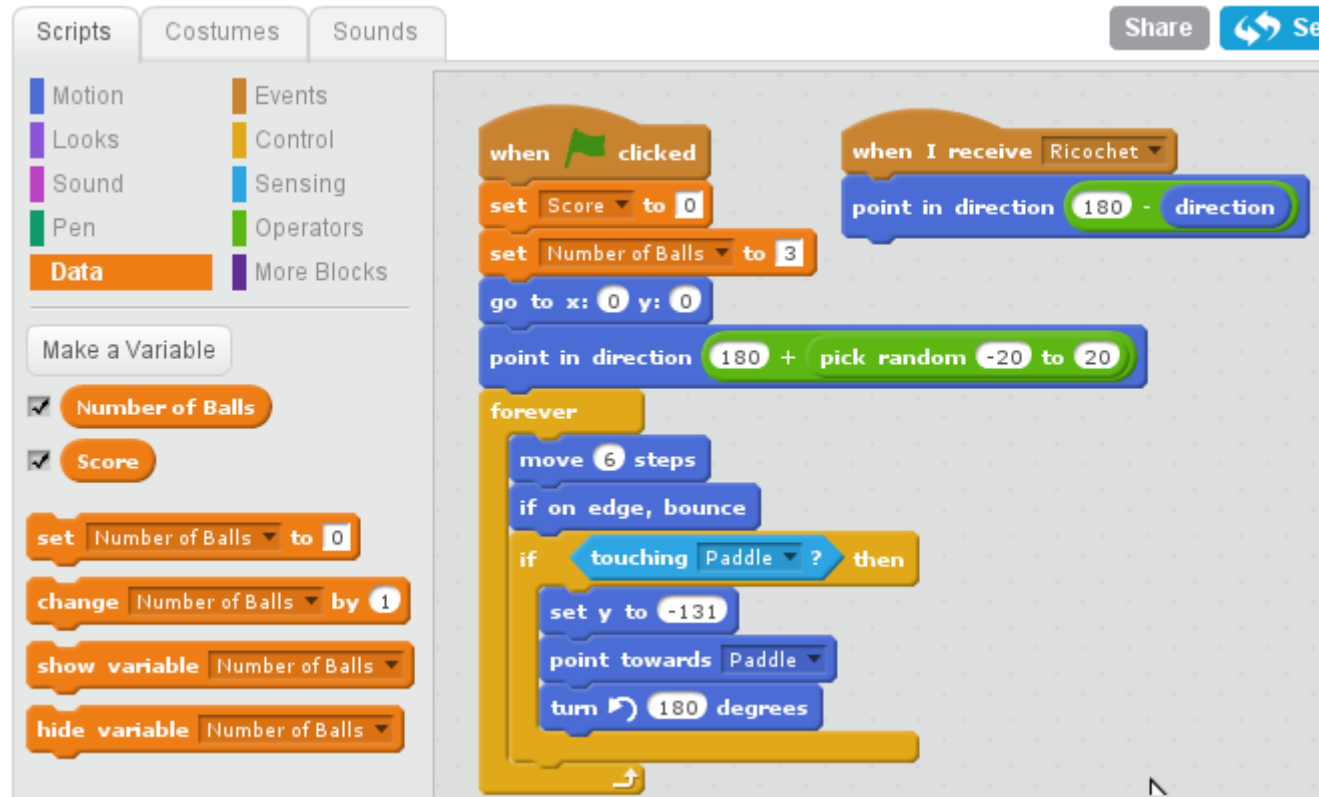 Scripts Costumes Sounds Share Se
Motion Events
Looks Control
Sound Sensing
Pen Operators
Data More Blocks
Make a Variable
Number of Balls
Score
set Number of Balls to 0
change Number of Balls by 1
show variable Number of Balls
hide variable Number of Balls
when clicked
set Score to 0
set Number of Balls to 3
go to x: 0 y: 0
point in direction 180 + pick random -20 to 20
forever
move 6 steps
if on edge, bounce
if touching Paddle ? then
set y to -131
point towards Paddle
turn 180 degrees
when I receive Ricochet
point in direction 180 - direction